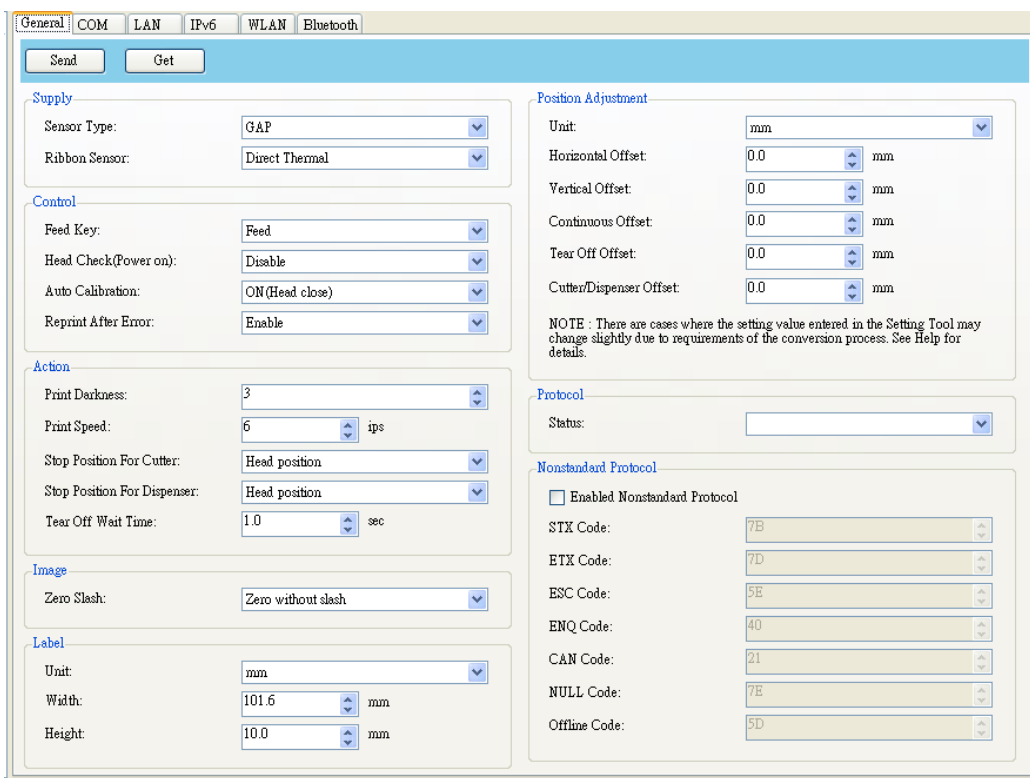 General COM LAN IPv6 WLAN Bluetooth
Send Get
Supply
Sensor Type: GAP
Ribbon Sensor: Direct Thermal
Control
Feed Key: Feed
Head Check(Power on): Disable
Auto Calibration: ON(Head close)
Reprint After Error: Enable
Action
Print Darkness: 3
Print Speed: 6 ips
Stop Position For Cutter: Head position
Stop Position For Dispenser: Head position
Tear Off Wait Time: 1.0 sec
Image
Zero Slash: Zero without slash
Label
Unit: mm
Width: 101.6 mm
Height: 10.0 mm
Position Adjustment
Unit: mm
Horizontal Offset: 0.0 mm
Vertical Offset: 0.0 mm
Continuous Offset: 0.0 mm
Tear Off Offset: 0.0 mm
Cutter/Dispenser Offset: 0.0 mm
NOTE : There are cases where the setting value entered in the Setting Tool may
change slightly due to requirements of the conversion process. See Help for
details.
Protocol
Status:
Nonstandard Protocol
Enabled Nonstandard Protocol
STX Code: 7B
ETX Code: 7D
ESC Code: 5E
ENQ Code: 40
CAN Code: 21
NULL Code: 7E
Offline Code: 5D